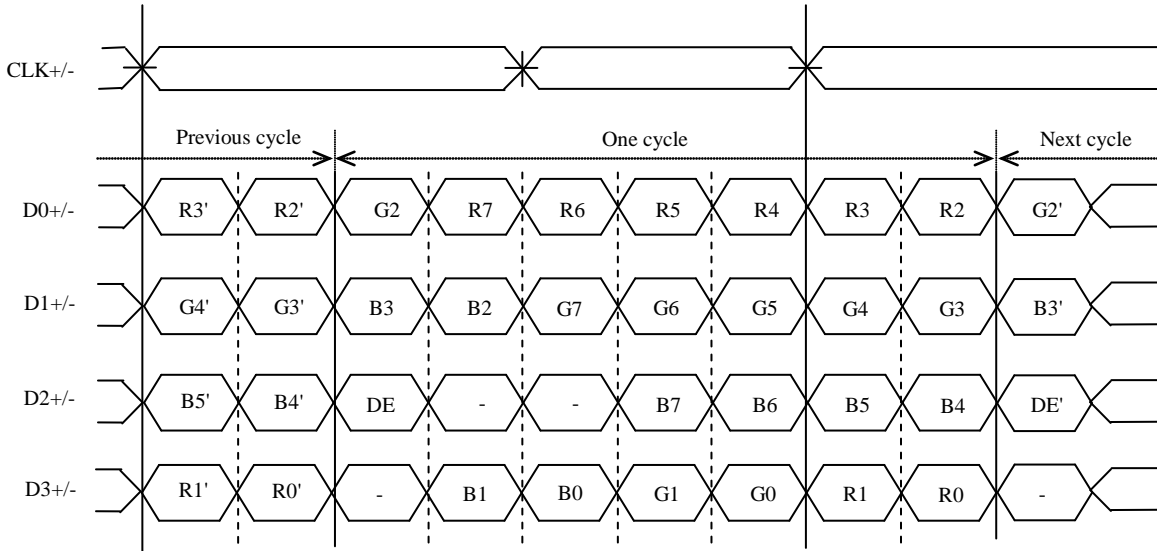 CLK+/-
Previous cycle One cycle Next cycle
D0+/- R3' R2' G2 R7 R6 R5 R4 R3 R2 G2'
D1+/- G4' G3' B3 B2 G7 G6 G5 G4 G3 B3'
D2+/- B5' B4' DE - - B7 B6 B5 B4 DE'
D3+/- R1' R0' - B1 B0 G1 G0 R1 R0 -